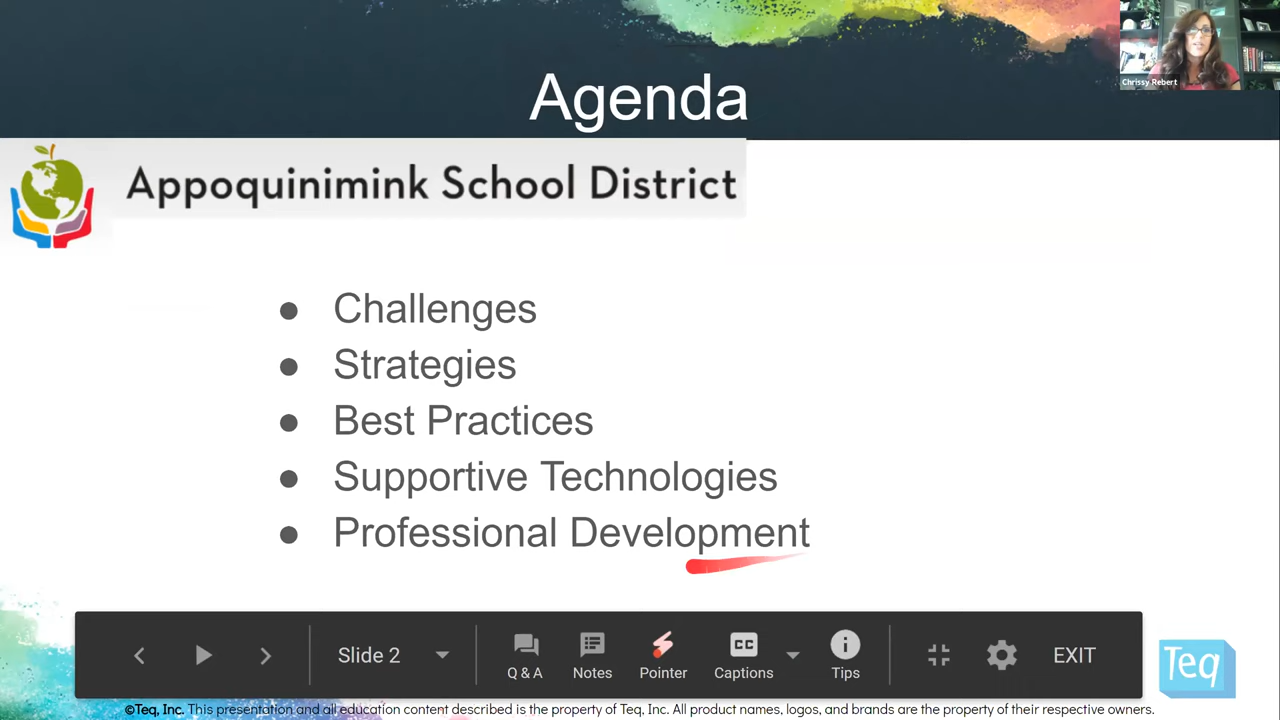 Agenda
Chrissy Rebert
Appoquinimink School District
● Challenges
● Strategies
● Best Practices
● Supportive Technologies
● Professional Development
Slide 2
Q & A
Notes
Pointer
CC
Captions
Tips
EXIT
Teq
©Teq, Inc. This presentation and all education content described is the property of Teq, Inc. All product names, logos, and brands are the property of their respective owners.